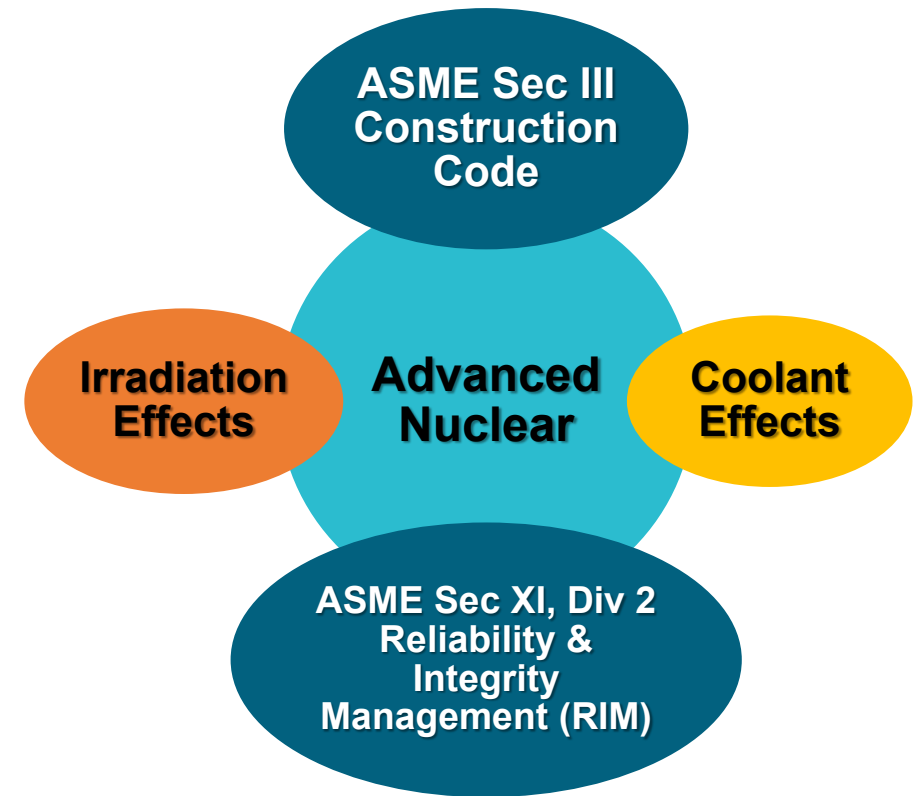 ASME Sec III
Construction
Code
Irradiation
Effects
Advanced
Nuclear
Coolant
Effects
ASME Sec XI, Div 2
Reliability &
Integrity
Management (RIM)